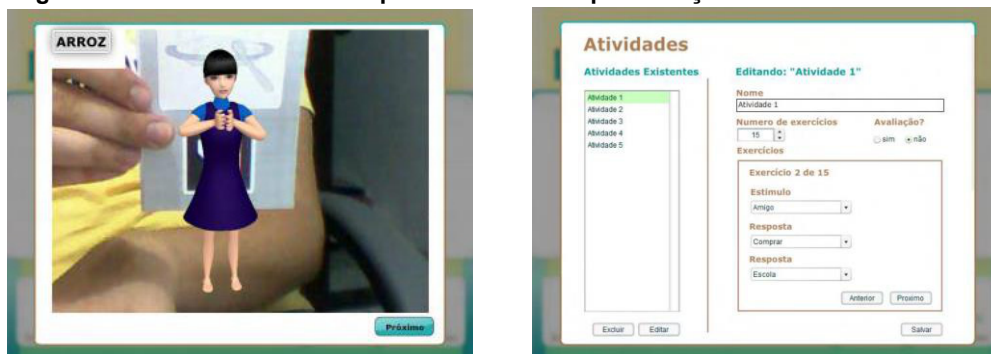 ARROZ
Próximo
Atividades
Atividades Existentes
Atividade 1
Atividade 2
Atividade 3
Atividade 4
Atividade 5
Excluir
Editar
Editando: "Atividade 1"
Nome
Atividade 1
Numero de exercícios
Avaliação?
15
sim
não
Exercícios
Exercício 2 de 15
Estímulo
Amigo
Resposta
Comprar
Resposta
Escola
Anterior
Proximo
Salvar